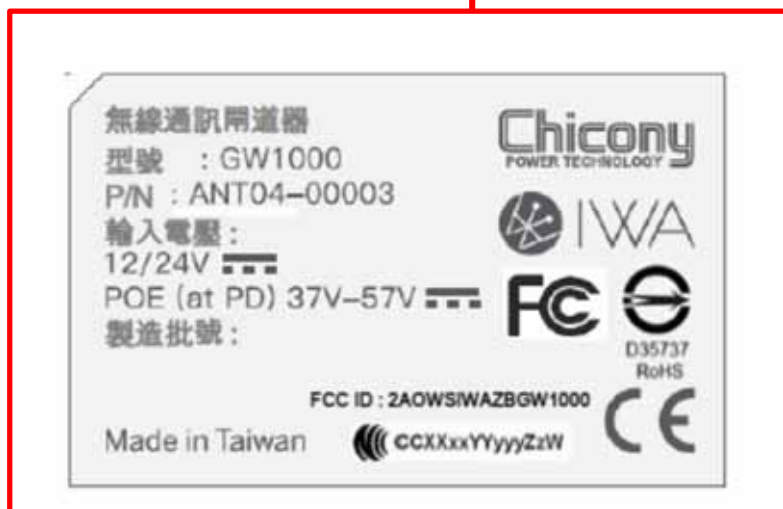 無線通訊閘道器
型號 : GW1000
P/N : ANT04-00003
輸入電壓 :
12/24V
POE (at PD) 37V-57V
製造批號 :
Chicony
POWER TECHNOLOGY
IWA
FC
D35737
RoHS
FCC ID : 2AOWSIWAZBGW1000
Made in Taiwan
CCXXxxYYyyyZzW
CE